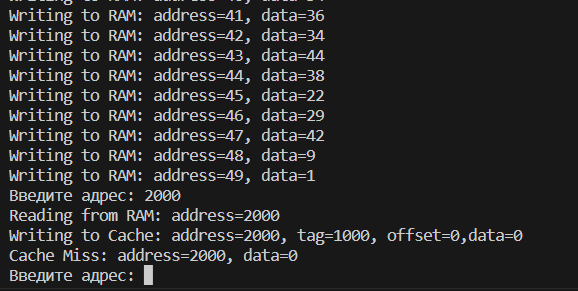 Writing to RAM: address=41, data=36
Writing to RAM: address=42, data=34
Writing to RAM: address=43, data=44
Writing to RAM: address=44, data=38
Writing to RAM: address=45, data=22
Writing to RAM: address=46, data=29
Writing to RAM: address=47, data=42
Writing to RAM: address=48, data=9
Writing to RAM: address=49, data=1
Введите адрес: 2000
Reading from RAM: address=2000
Writing to Cache: address=2000, tag=1000, offset=0,data=0
Cache Miss: address=2000, data=0
Введите адрес: